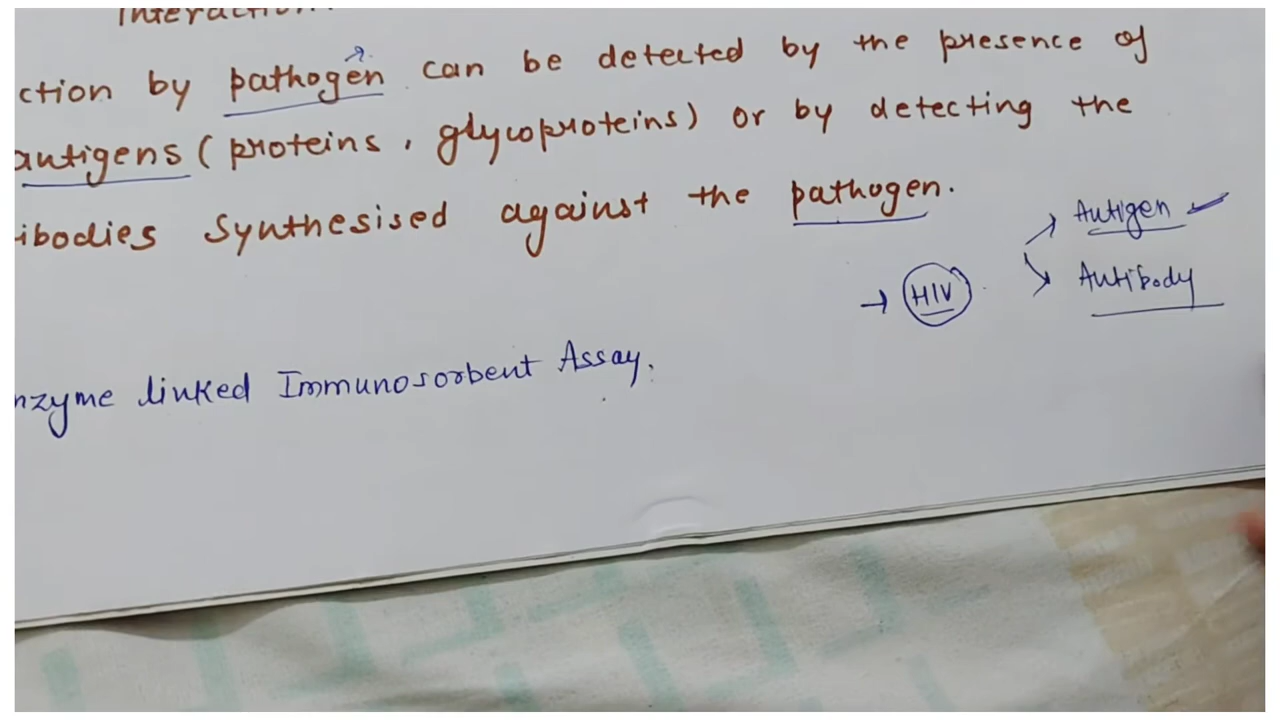 Interaction.
ction by pathogen can be detected by the presence of
antigens (proteins, glycoproteins) or by detecting the
ibodies synthesised against the pathogen.
Antigen
→ HIV
Antibody
nzyme linked Immunosorbent Assay.